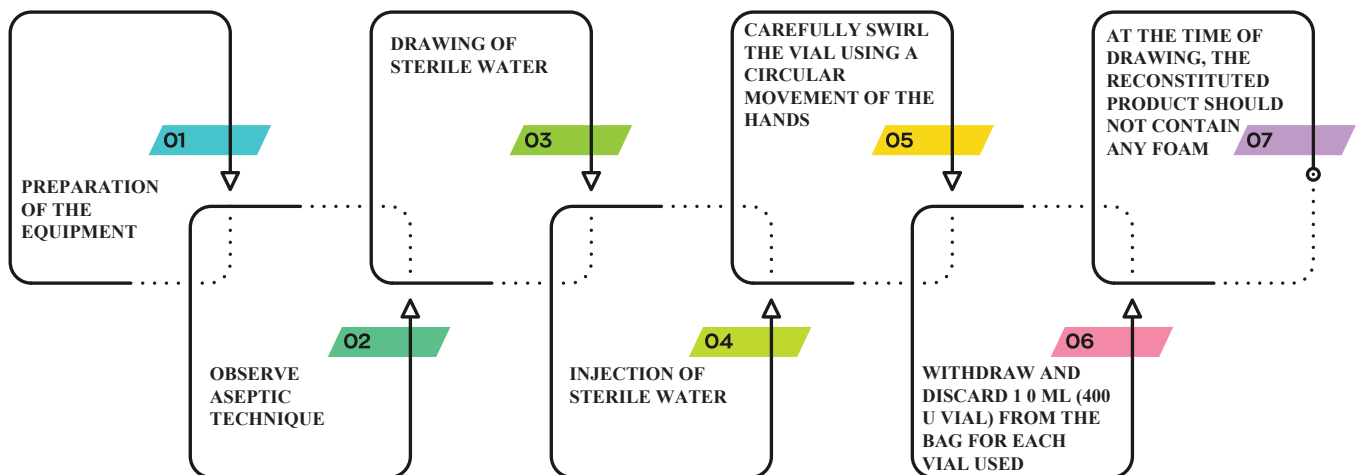 01
PREPARATION
OF THE
EQUIPMENT
02
OBSERVE
ASEPTIC
TECHNIQUE
DRAWING OF
STERILE WATER
03
04
INJECTION OF
STERILE WATER
CAREFULLY SWIRL
THE VIAL USING A
CIRCULAR
MOVEMENT OF THE
HANDS
05
06
WITHDRAW AND
DISCARD 1 0 ML (400
U VIAL) FROM THE
BAG FOR EACH
VIAL USED
AT THE TIME OF
DRAWING, THE
RECONSTITUTED
PRODUCT SHOULD
NOT CONTAIN
ANY FOAM
07